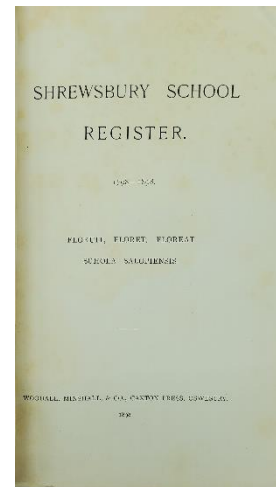 SHREWSBURY SCHOOL
REGISTER.
FLORUIT, FLORET, FLOREAT
SCHOLA SALOPIENSIS
WOODALL, MINSHALL, & CO., CAXTON PRESS, OSWESTRY.